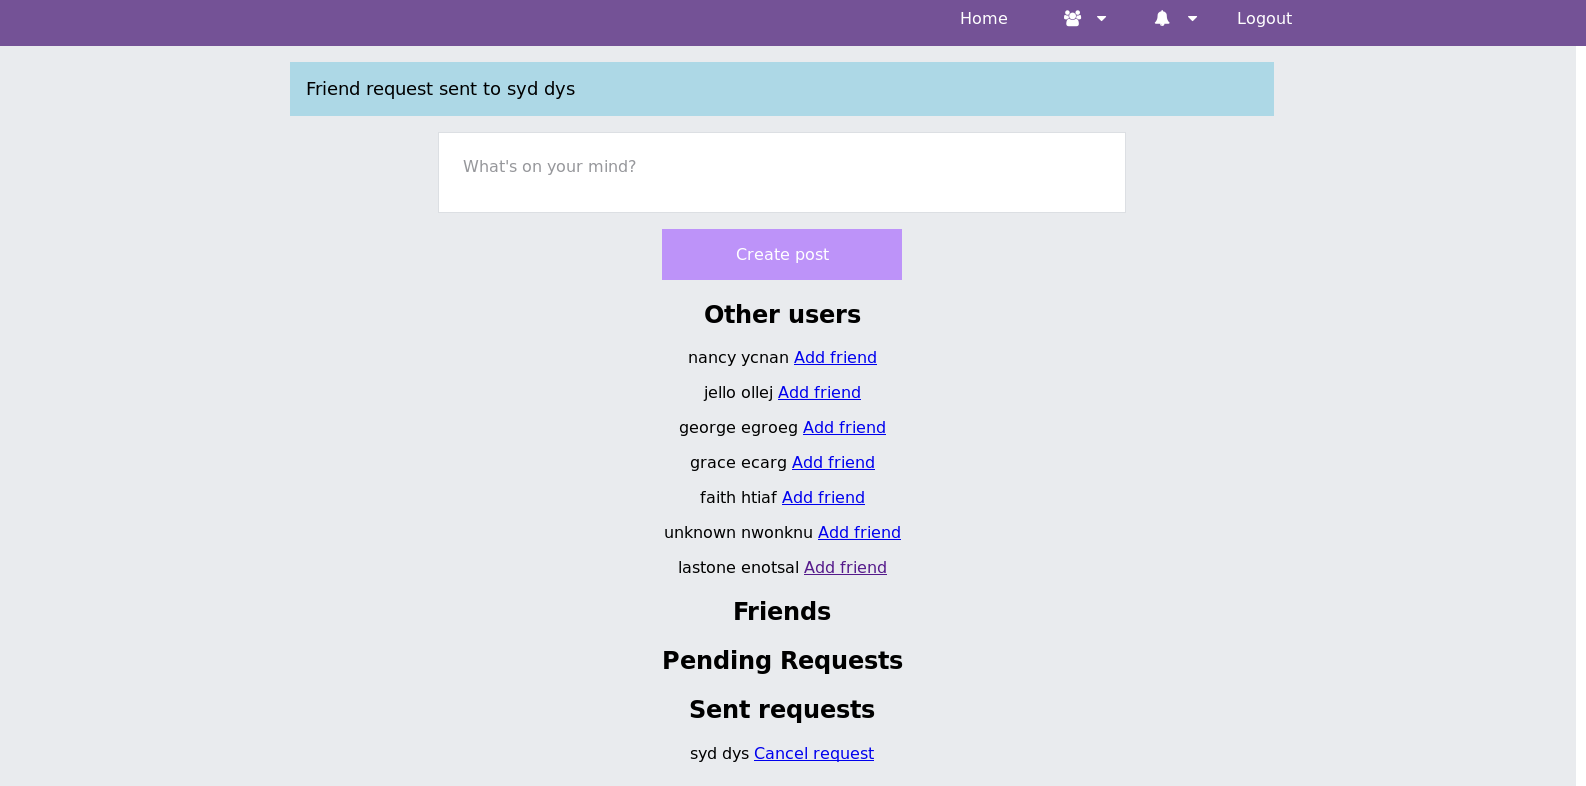 Home Logout
Friend request sent to syd dys
What's on your mind?
Create post
Other users
nancy ycnan Add friend
jello ollej Add friend
george egroeg Add friend
grace ecarg Add friend
faith htiaf Add friend
unknown nwonknu Add friend
lastone enotsal Add friend
Friends
Pending Requests
Sent requests
syd dys Cancel request